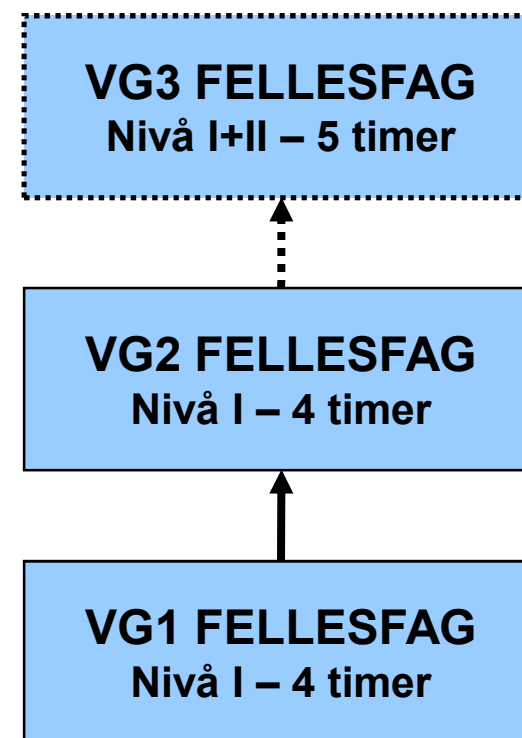 VG3 FELLESFAG
Nivå I+II – 5 timer
VG2 FELLESFAG
Nivå I – 4 timer
VG1 FELLESFAG
Nivå I – 4 timer